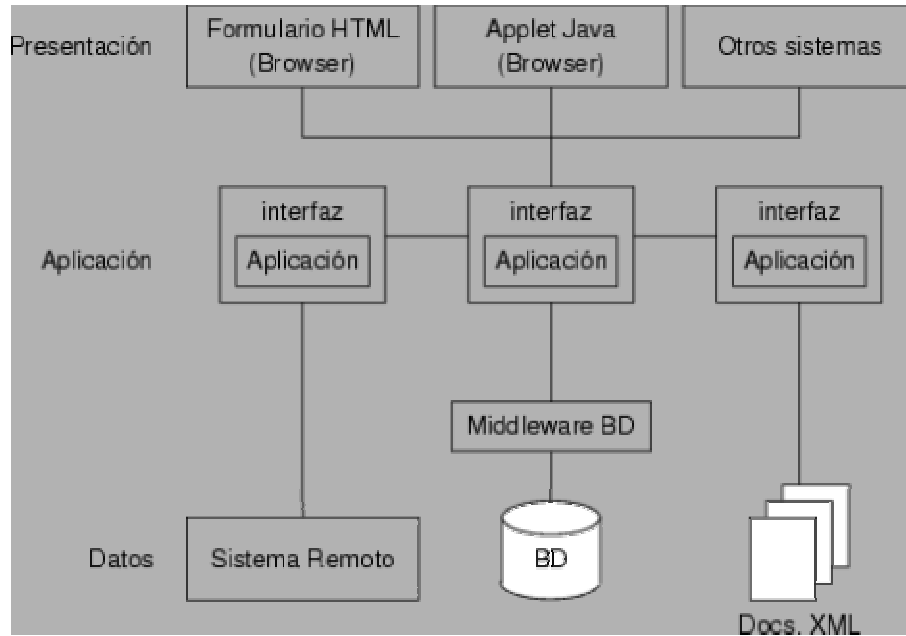 Presentación
Formulario HTML
(Browser)
Applet Java
(Browser)
Otros sistemas
Aplicación
interfaz
Aplicación
interfaz
Aplicación
interfaz
Aplicación
Middleware BD
Datos
Sistema Remoto
BD
Docs, XML